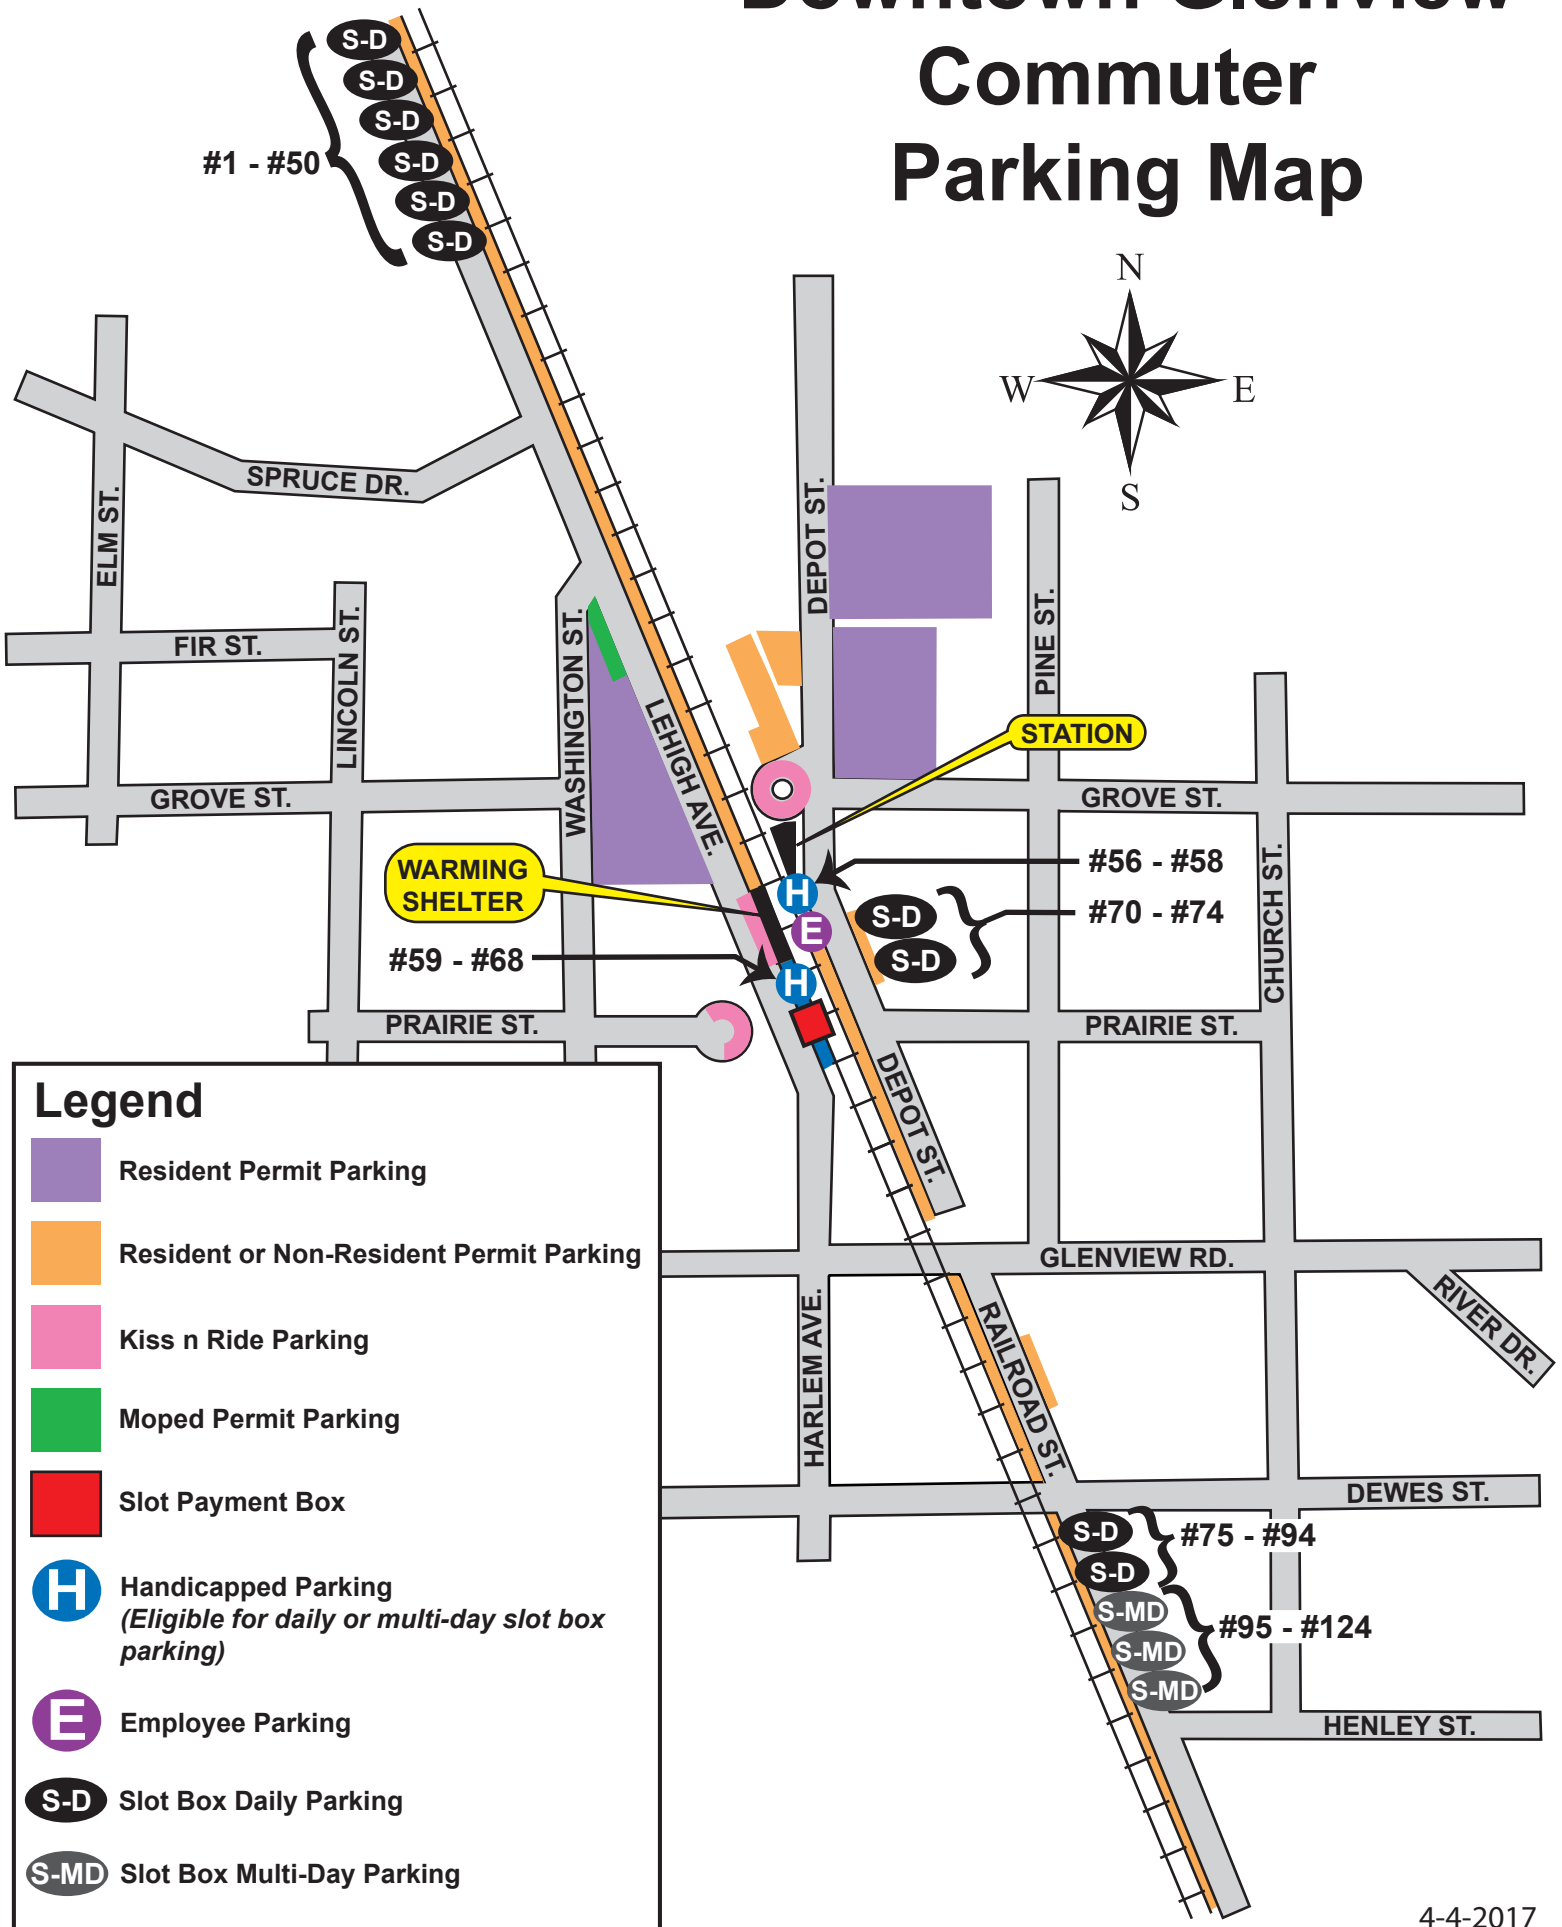 Downtown Glenview
Commuter
Parking Map
S-D
S-D
S-D
S-D
S-D
S-D
#1 - #50
N
W
E
S
SPRUCE DR.
ELM ST.
DEPOT ST.
FIR ST.
LINCOLN ST.
WASHINGTON ST.
PINE ST.
LEHIGH AVE.
STATION
GROVE ST.
GROVE ST.
WARMING
SHELTER
H
#56 - #58
E
S-D
S-D
#70 - #74
CHURCH ST.
#59 - #68
H
PRAIRIE ST.
PRAIRIE ST.
DEPOT ST.
GLENVIEW RD.
RIVER DR.
HARLEM AVE.
RAILROAD ST.
DEWES ST.
S-D
S-D
#75 - #94
S-MD
S-MD
S-MD
#95 - #124
HENLEY ST.
Legend
Resident Permit Parking
Resident or Non-Resident Permit Parking
Kiss n Ride Parking
Moped Permit Parking
Slot Payment Box
H
Handicapped Parking
(Eligible for daily or multi-day slot box
parking)
E Employee Parking
S-D Slot Box Daily Parking
S-MD Slot Box Multi-Day Parking
4-4-2017